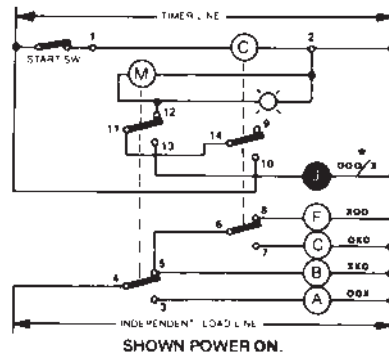 TIMER LINE
1
C
2
START SW.
M
12
11
13
14
9
10
J
OOO/X
*
8
F
XOO
6
7
C
OXO
5
B
XXO
4
3
A
OOX
INDEPENDENT LOAD LINE
SHOWN POWER ON.